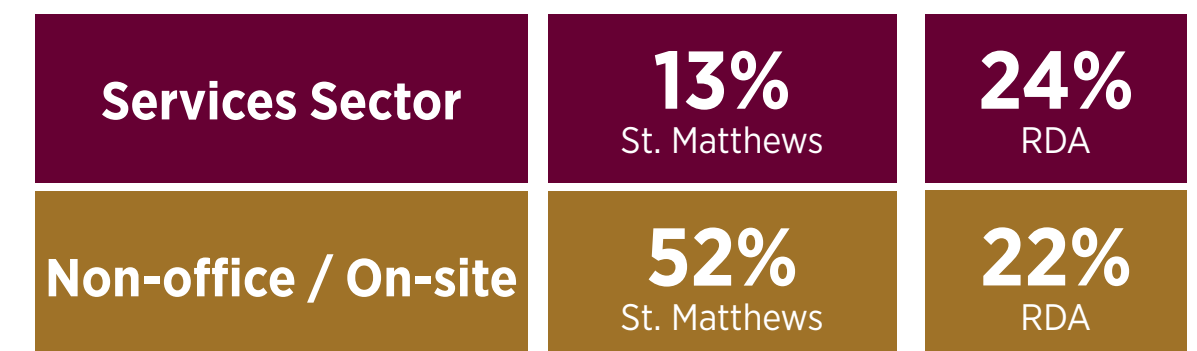 Services Sector
13%
St. Matthews
24%
RDA
Non-office / On-site
52%
St. Matthews
22%
RDA